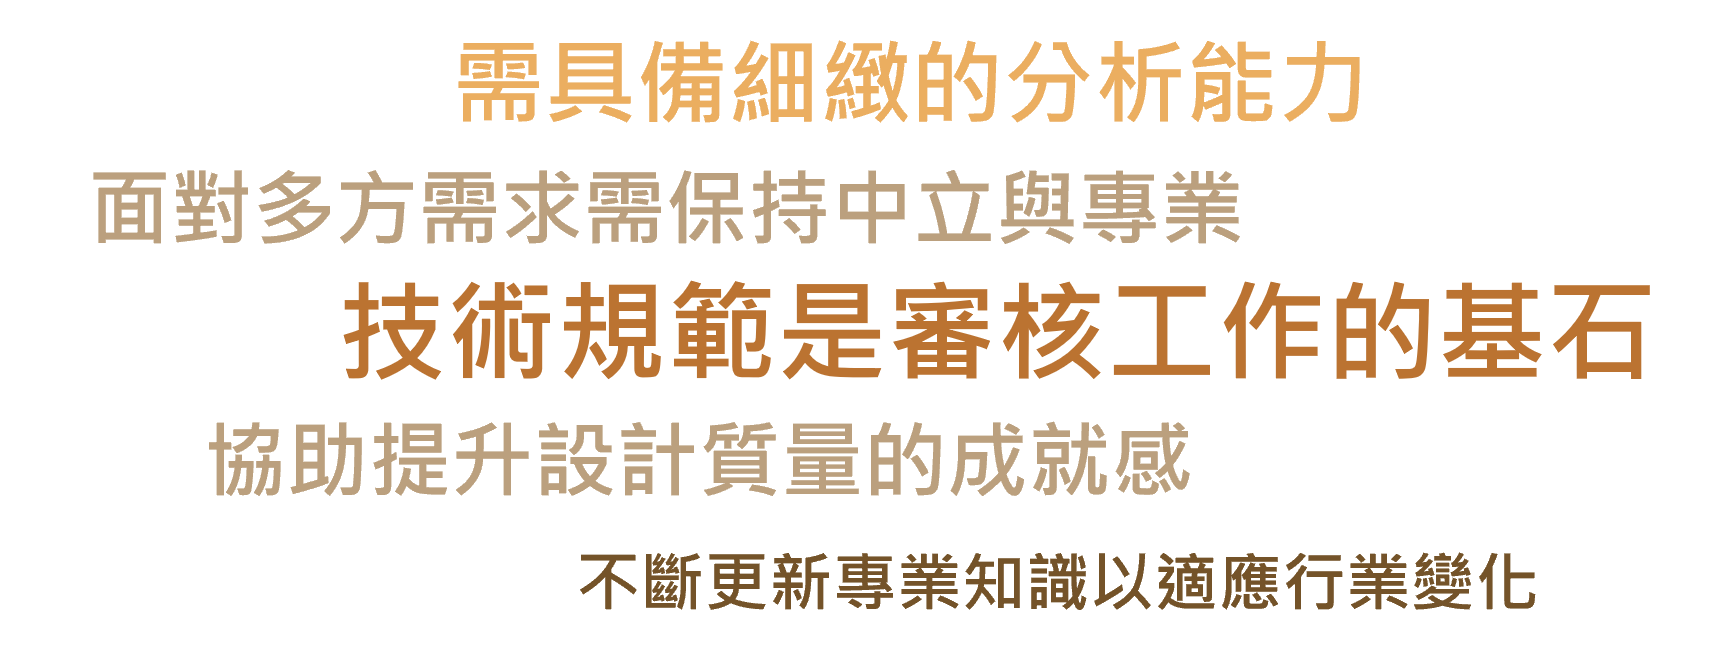 需具備細緻的分析能力
面對多方需求需保持中立與專業
技術規範是審核工作的基石
協助提升設計質量的成就感
不斷更新專業知識以適應行業變化